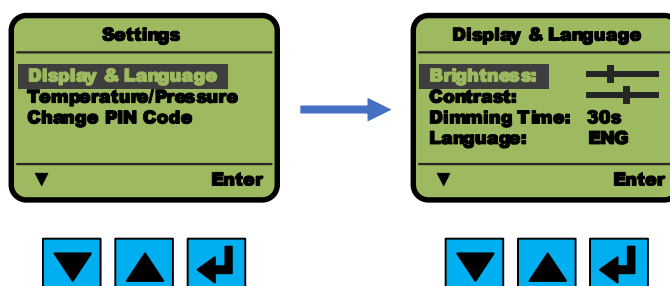 Settings
Display & Language
Temperature/Pressure
Change PIN Code
▼ Enter
Display & Language
Brightness:
Contrast:
Dimming Time: 30s
Language: ENG
▼ Enter